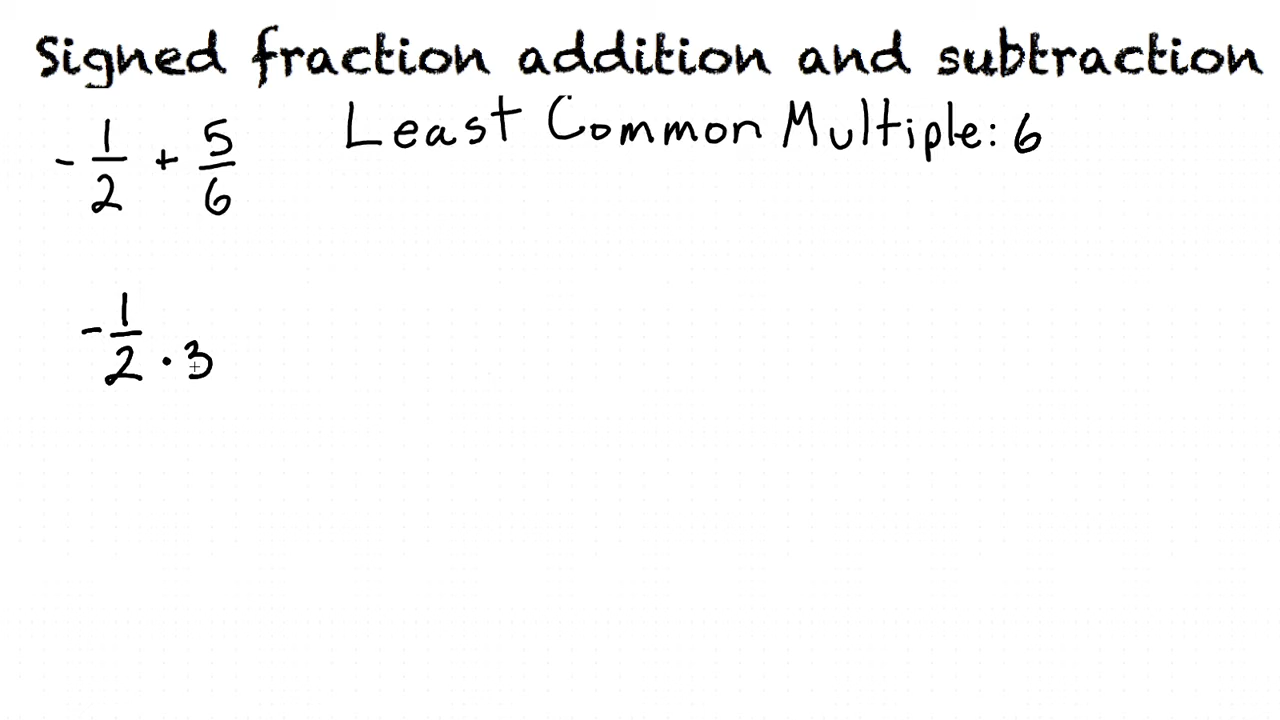 Signed fraction addition and subtraction
- 1/2 + 5/6 Least Common Multiple: 6
- 1/2 · 3